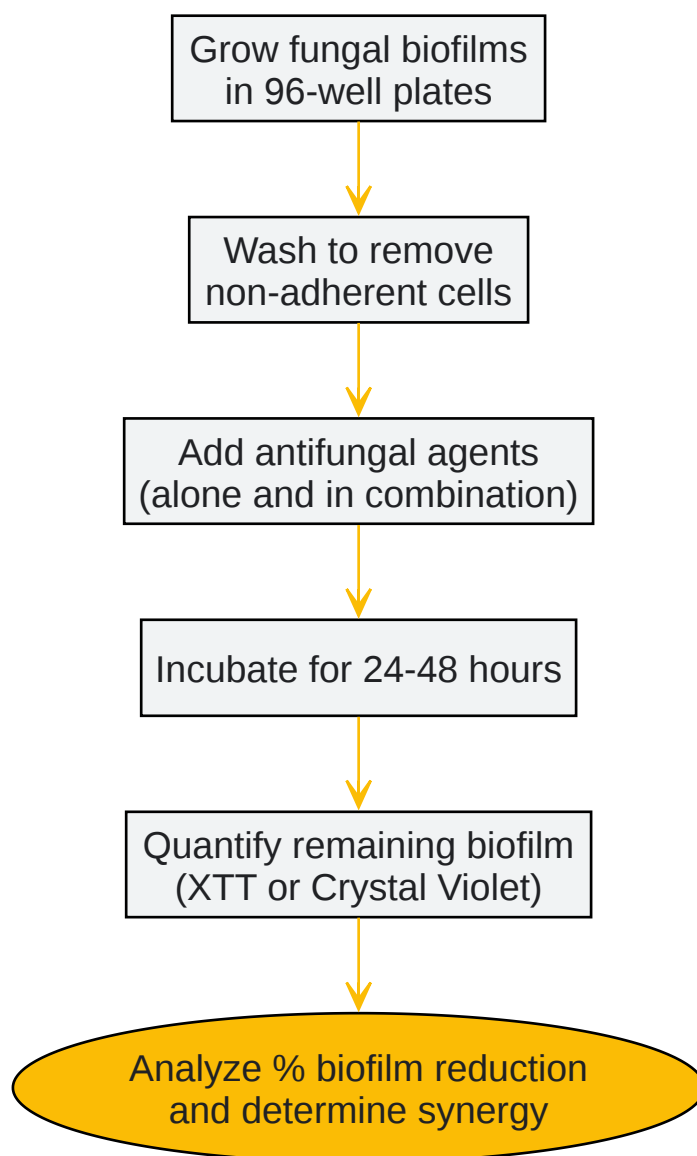 Grow fungal biofilms
in 96-well plates
Wash to remove
non-adherent cells
Add antifungal agents
(alone and in combination)
Incubate for 24-48 hours
Quantify remaining biofilm
(XTT or Crystal Violet)
Analyze % biofilm reduction
and determine synergy